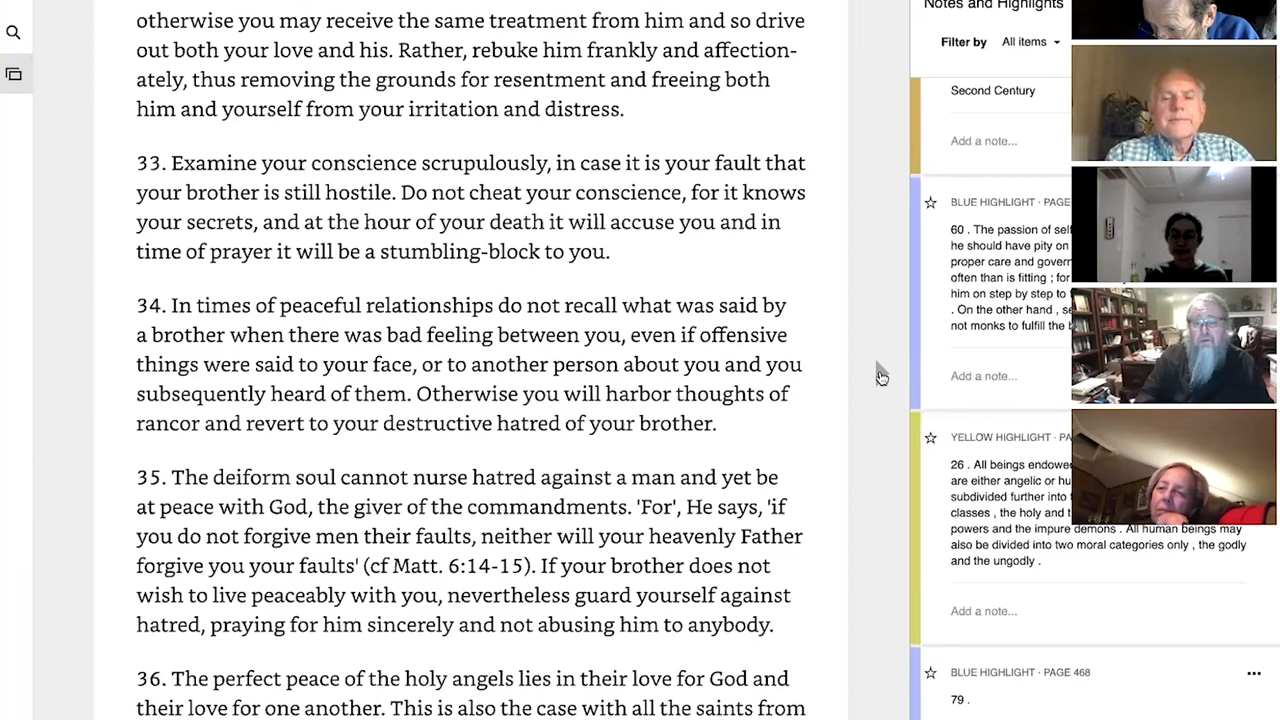 otherwise you may receive the same treatment from him and so drive
out both your love and his. Rather, rebuke him frankly and affection-
ately, thus removing the grounds for resentment and freeing both
him and yourself from your irritation and distress.
33. Examine your conscience scrupulously, in case it is your fault that
your brother is still hostile. Do not cheat your conscience, for it knows
your secrets, and at the hour of your death it will accuse you and in
time of prayer it will be a stumbling-block to you.
34. In times of peaceful relationships do not recall what was said by
a brother when there was bad feeling between you, even if offensive
things were said to your face, or to another person about you and you
subsequently heard of them. Otherwise you will harbor thoughts of
rancor and revert to your destructive hatred of your brother.
35. The deiform soul cannot nurse hatred against a man and yet be
at peace with God, the giver of the commandments. 'For', He says, 'if
you do not forgive men their faults, neither will your heavenly Father
forgive you your faults' (cf Matt. 6:14-15). If your brother does not
wish to live peaceably with you, nevertheless guard yourself against
hatred, praying for him sincerely and not abusing him to anybody.
36. The perfect peace of the holy angels lies in their love for God and
their love for one another. This is also the case with all the saints from
Notes and Highlights
Filter by All items
Second Century
Add a note...
BLUE HIGHLIGHT · PAGE
60 . The passion of
he should have pity on
proper care and
often than is fitting ; for
him on step by step to
. On the other hand ,
not monks to fulfill the
Add a note...
YELLOW HIGHLIGHT ·
26 . All beings endowed
are either angelic or
subdivided further into
classes , the holy and
powers and the impure demons . All human beings may
also be divided into two moral categories only , the godly
and the ungodly .
Add a note...
BLUE HIGHLIGHT · PAGE 468
79 .